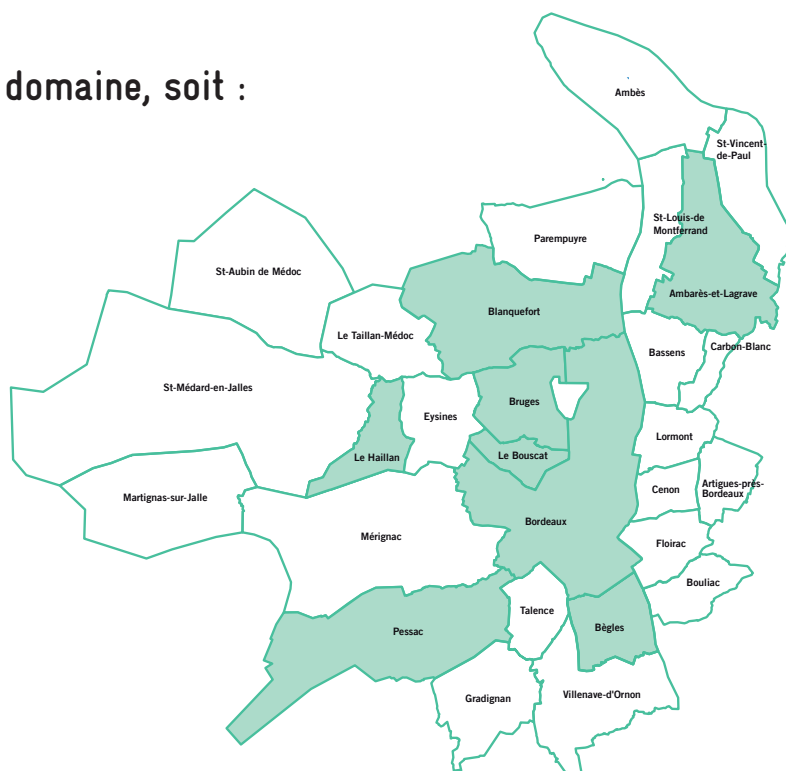 domaine, soit :
Ambès
St-Vincent-
de-Paul
St-Louis-de
Montferrand
Parempuyre
St-Aubin de Médoc
Ambarès-et-Lagrave
Blanquefort
Le Taillan-Médoc
Carbon-Blanc
Bassens
St-Médard-en-Jalles
Bruges
Eysines
Lormont
Le Bouscat
Le Haillan
Artigues-près-
Bordeaux
Cenon
Martignas-sur-Jalle
Bordeaux
Mérignac
Floirac
Bouliac
Talence
Pessac
Bègles
Gradignan
Villenave-d'Ornon